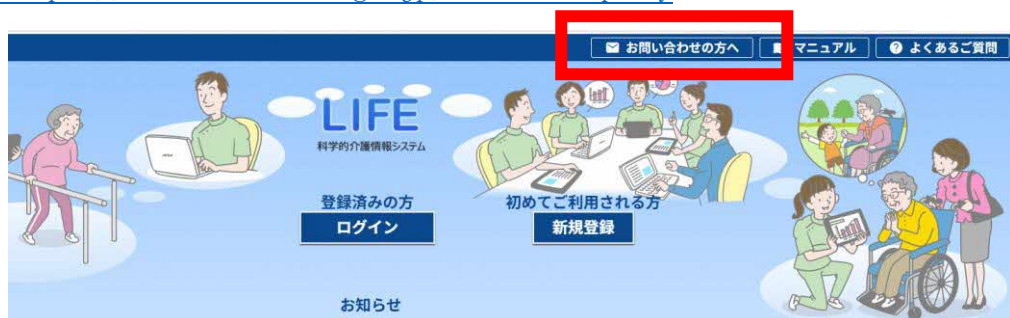 お問い合わせの方へ マニュアル よくあるご質問
LIFE
科学的介護情報システム
登録済みの方 初めてご利用される方
ログイン 新規登録
お知らせ